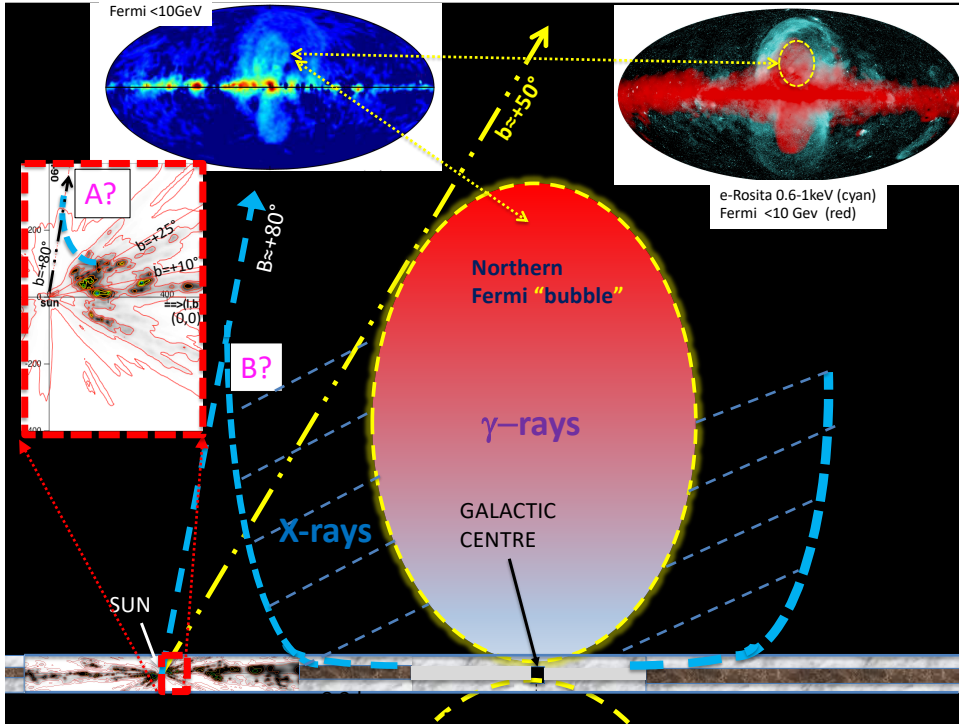 Fermi <10GeV
b≈+50°
e-Rosita 0.6-1keV (cyan)
Fermi <10 Gev (red)
A?
b=+80°
b=+25°
b=+10°
sun
400
==>(l,b)
(0,0)
200
-200
B≈+80°
B?
Northern
Fermi “bubble”
γ–rays
X-rays
GALACTIC
CENTRE
SUN